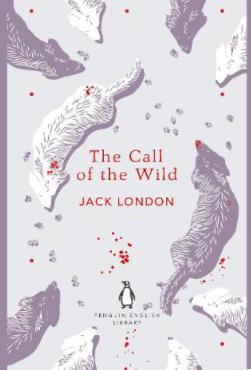 The Call
of the Wild
JACK LONDON
PENGUIN ENGLISH
LIBRARY